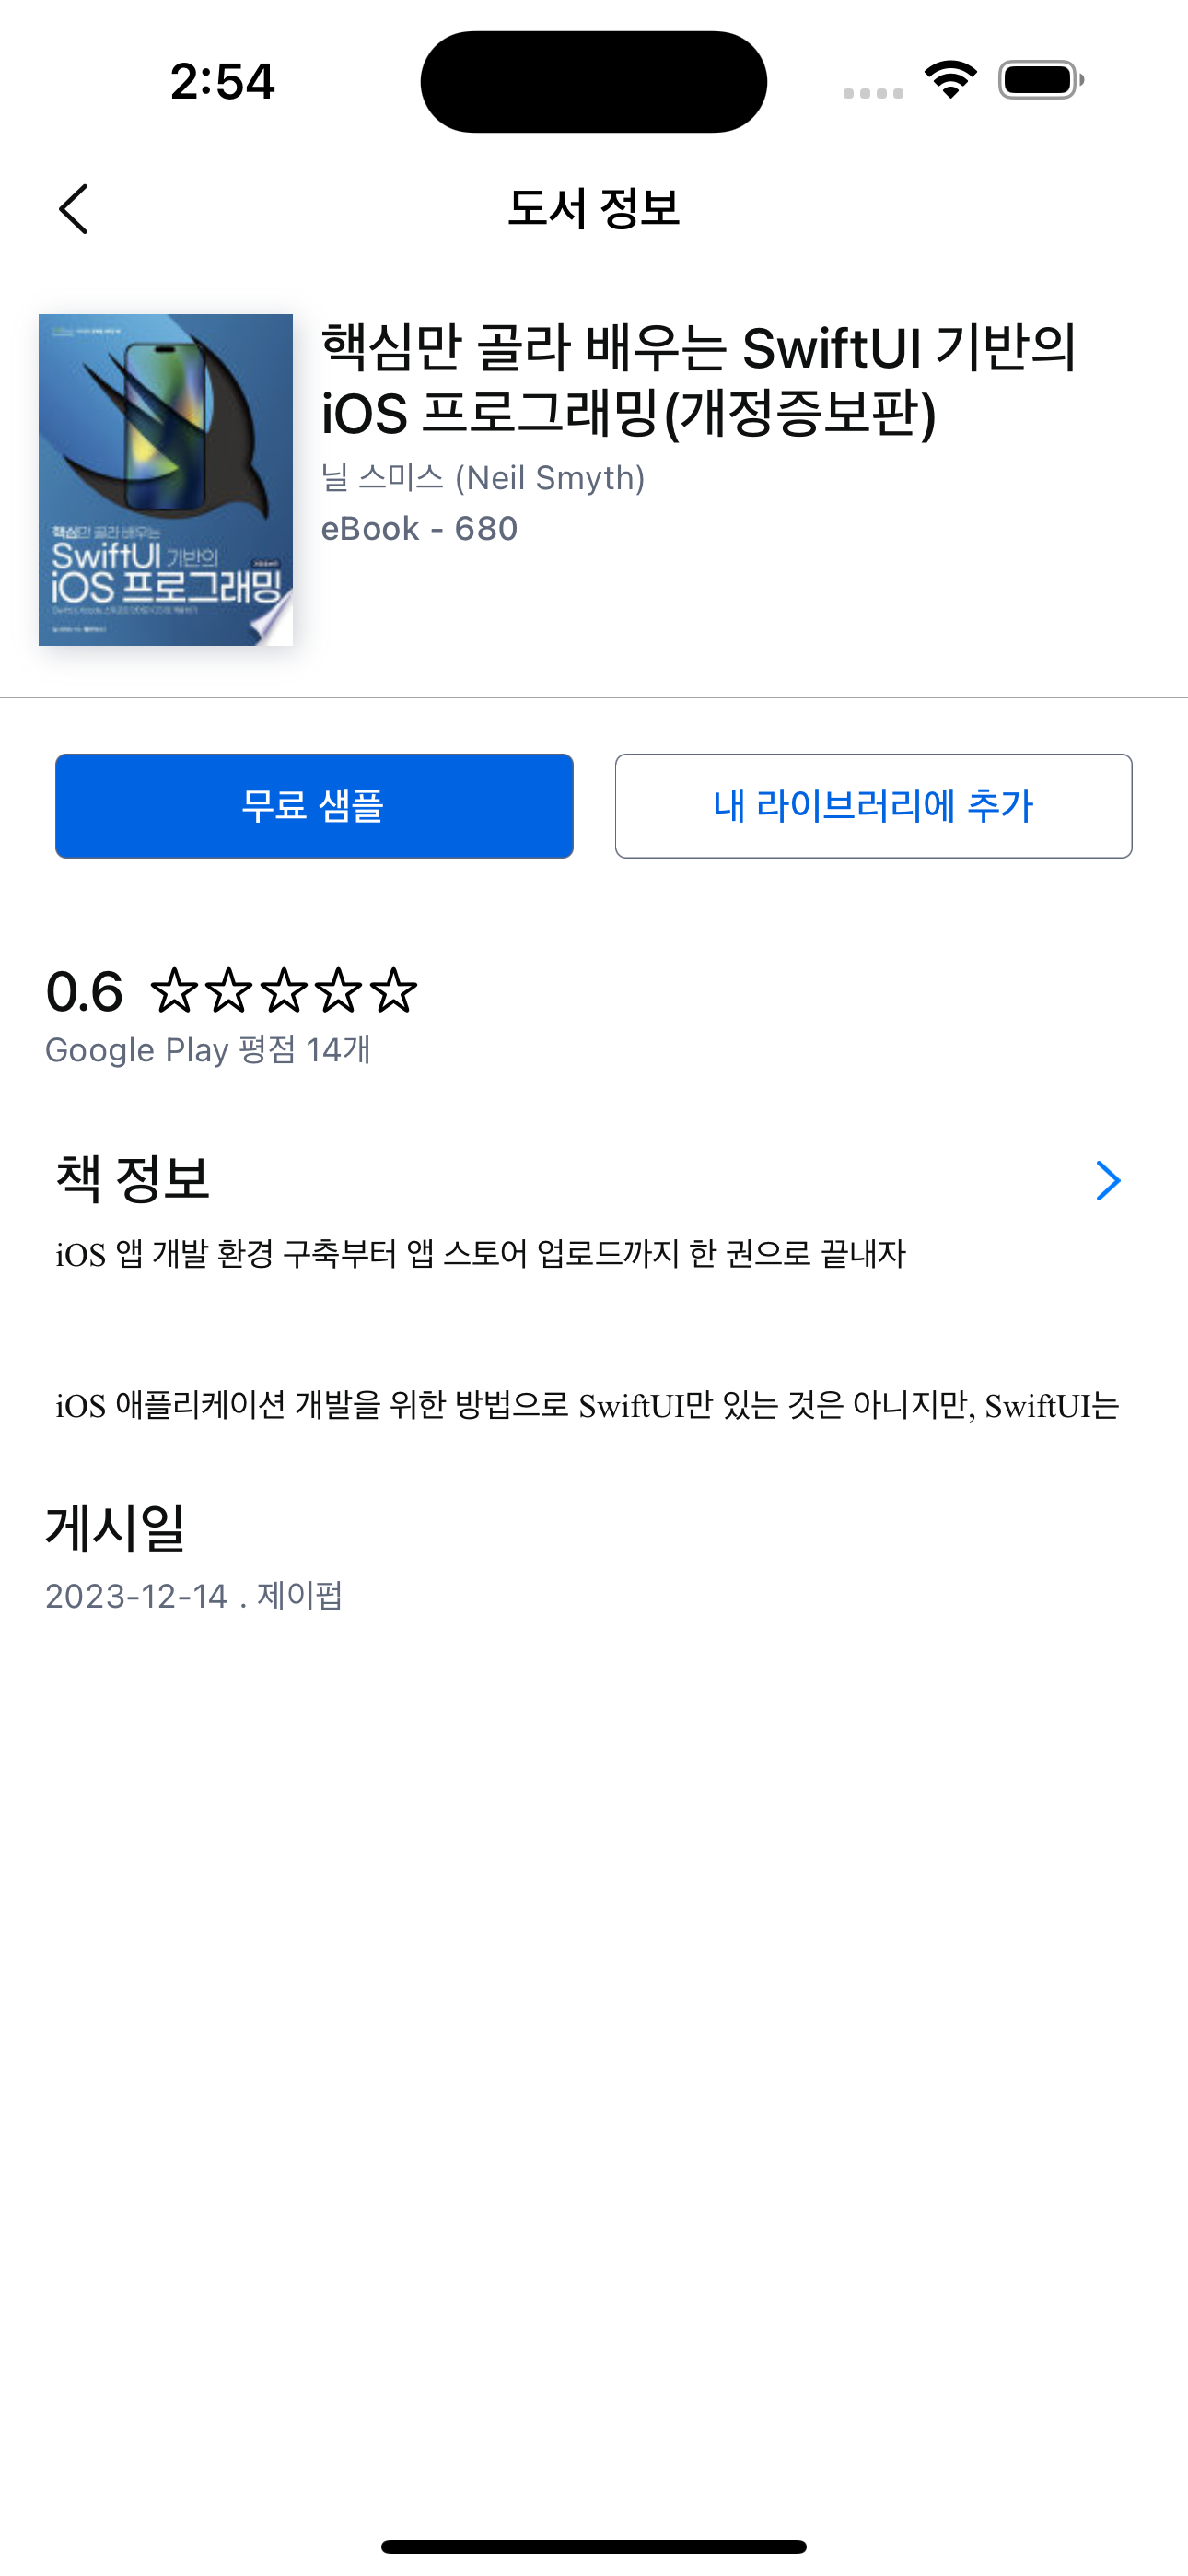 2:54
도서 정보
핵심만 골라 배우는 SwiftUI 기반의
iOS 프로그래밍(개정증보판)
닐 스미스 (Neil Smyth)
eBook - 680
핵심만 골라 배우는
SwiftUI 기반의
iOS 프로그래밍
무료 샘플
내 라이브러리에 추가
0.6
Google Play 평점 14개
책 정보
iOS 앱 개발 환경 구축부터 앱 스토어 업로드까지 한 권으로 끝내자
iOS 애플리케이션 개발을 위한 방법으로 SwiftUI만 있는 것은 아니지만, SwiftUI는
게시일
2023-12-14 . 제이펍